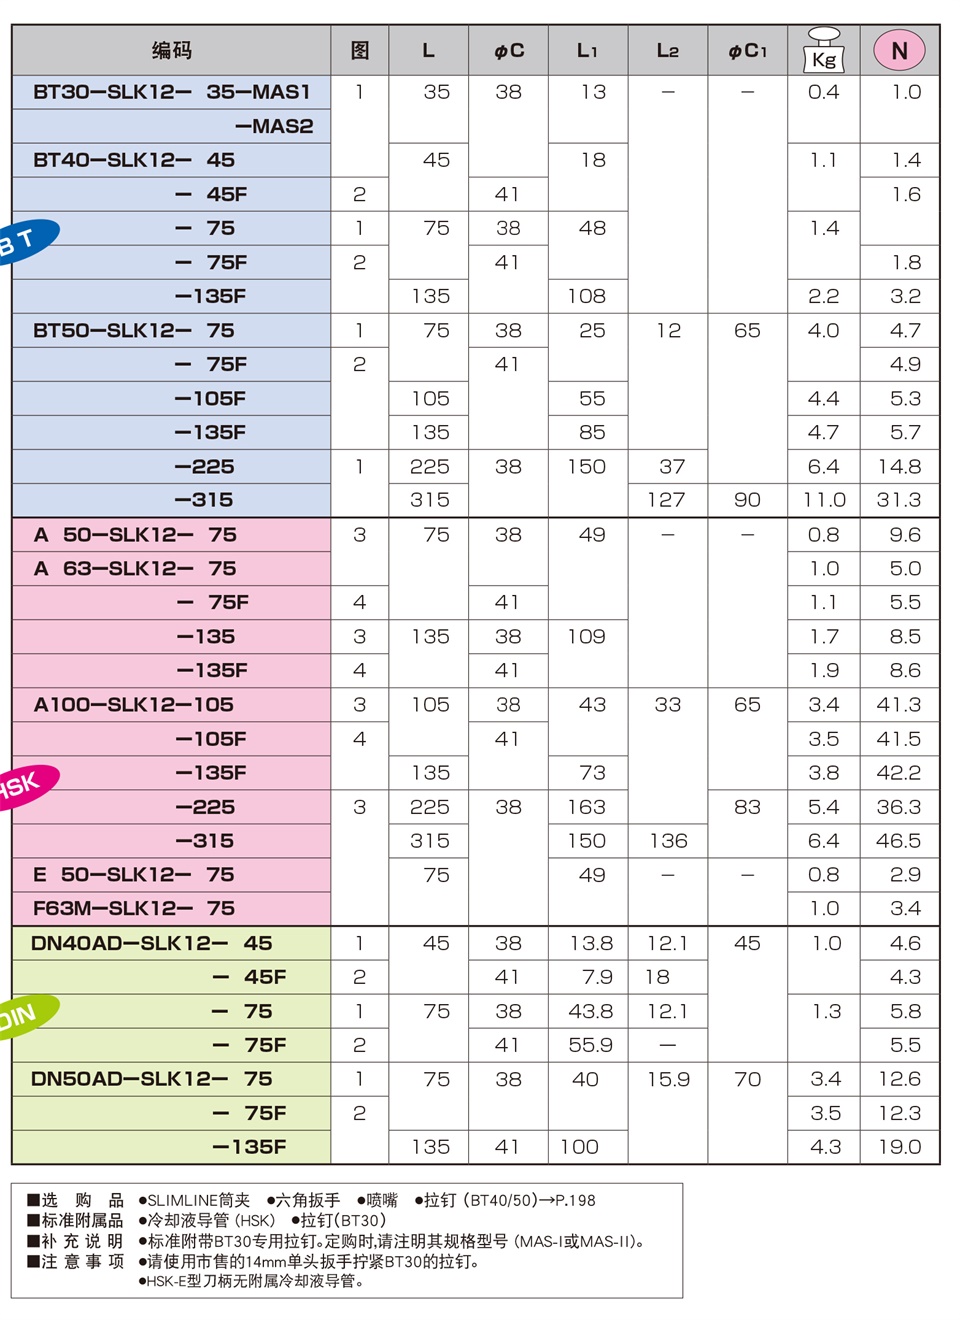 编码 图 L φC L1 L2 φC1 Kg N
BT30-SLK12- 35-MAS1 1 35 38 13 - - 0.4 1.0
-MAS2
BT40-SLK12- 45 45 18 1.1 1.4
- 45F 2 41 1.6
- 75 1 75 38 48 1.4
BT
- 75F 2 41 1.8
-135F 135 108 2.2 3.2
BT50-SLK12- 75 1 75 38 25 12 65 4.0 4.7
- 75F 2 41 4.9
-105F 105 55 4.4 5.3
-135F 135 85 4.7 5.7
-225 1 225 38 150 37 6.4 14.8
-315 315 127 90 11.0 31.3
A 50-SLK12- 75 3 75 38 49 - - 0.8 9.6
A 63-SLK12- 75 1.0 5.0
- 75F 4 41 1.1 5.5
-135 3 135 38 109 1.7 8.5
-135F 4 41 1.9 8.6
A100-SLK12-105 3 105 38 43 33 65 3.4 41.3
-105F 4 41 3.5 41.5
-135F 135 73 3.8 42.2
HSK
-225 3 225 38 163 83 5.4 36.3
-315 315 150 136 6.4 46.5
E 50-SLK12- 75 75 49 - - 0.8 2.9
F63M-SLK12- 75 1.0 3.4
DN40AD-SLK12- 45 1 45 38 13.8 12.1 45 1.0 4.6
- 45F 2 41 7.9 18 4.3
- 75 1 75 38 43.8 12.1 1.3 5.8
DIN
- 75F 2 41 55.9 - 5.5
DN50AD-SLK12- 75 1 75 38 40 15.9 70 3.4 12.6
- 75F 2 3.5 12.3
-135F 135 41 100 4.3 19.0
■选购品 ●SLIMLINE筒夹 ●六角扳手 ●喷嘴 ●拉钉（BT40/50）→P.198
■标准附属品 ●冷却液导管（HSK） ●拉钉（BT30）
■补充说明 ●标准附带BT30专用拉钉。定购时,请注明其规格型号（MAS-I或MAS-II）。
■注意事项 ●请使用市售的14mm单头扳手拧紧BT30的拉钉。
●HSK-E型刀柄无附属冷却液导管。